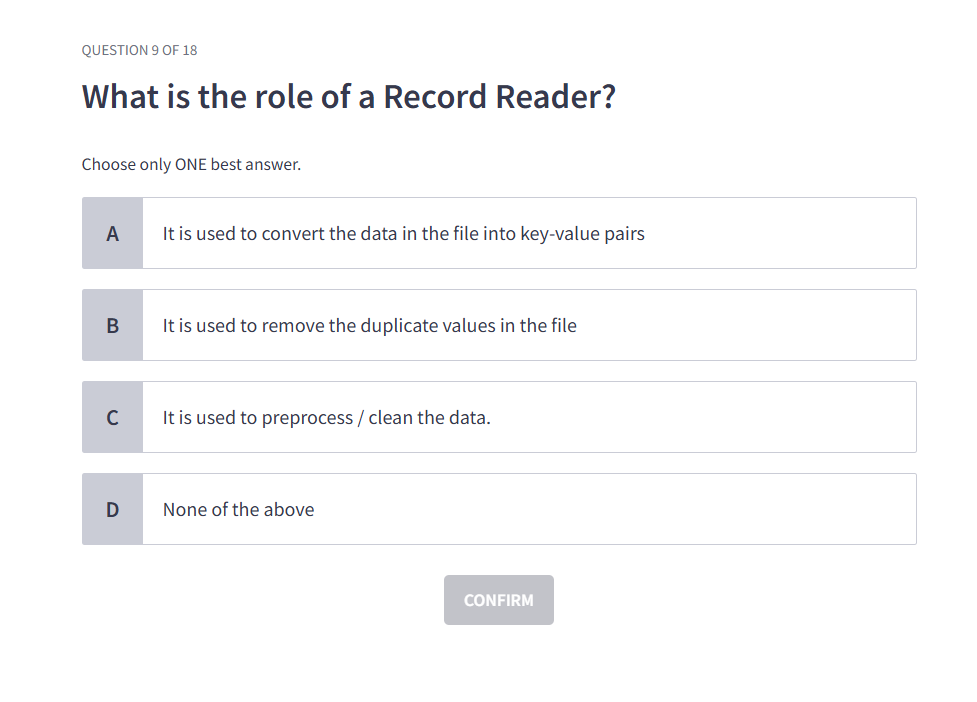 QUESTION 9 OF 18
What is the role of a Record Reader?
Choose only ONE best answer.
A It is used to convert the data in the file into key-value pairs
B It is used to remove the duplicate values in the file
C It is used to preprocess / clean the data.
D None of the above
CONFIRM